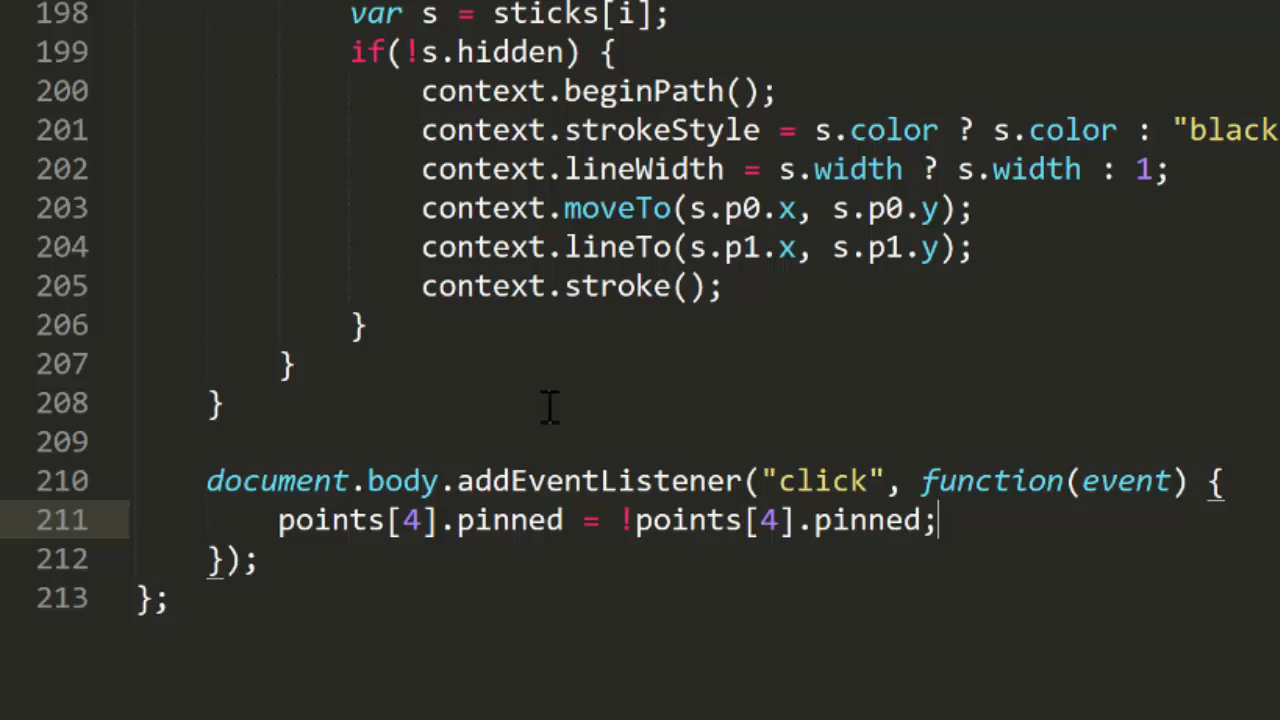 198 var s = sticks[i];
199 if(!s.hidden) {
200 context.beginPath();
201 context.strokeStyle = s.color ? s.color : "black
202 context.lineWidth = s.width ? s.width : 1;
203 context.moveTo(s.p0.x, s.p0.y);
204 context.lineTo(s.p1.x, s.p1.y);
205 context.stroke();
206 }
207 }
208 }
209
210 document.body.addEventListener("click", function(event) {
211 points[4].pinned = !points[4].pinned;
212 });
213 };